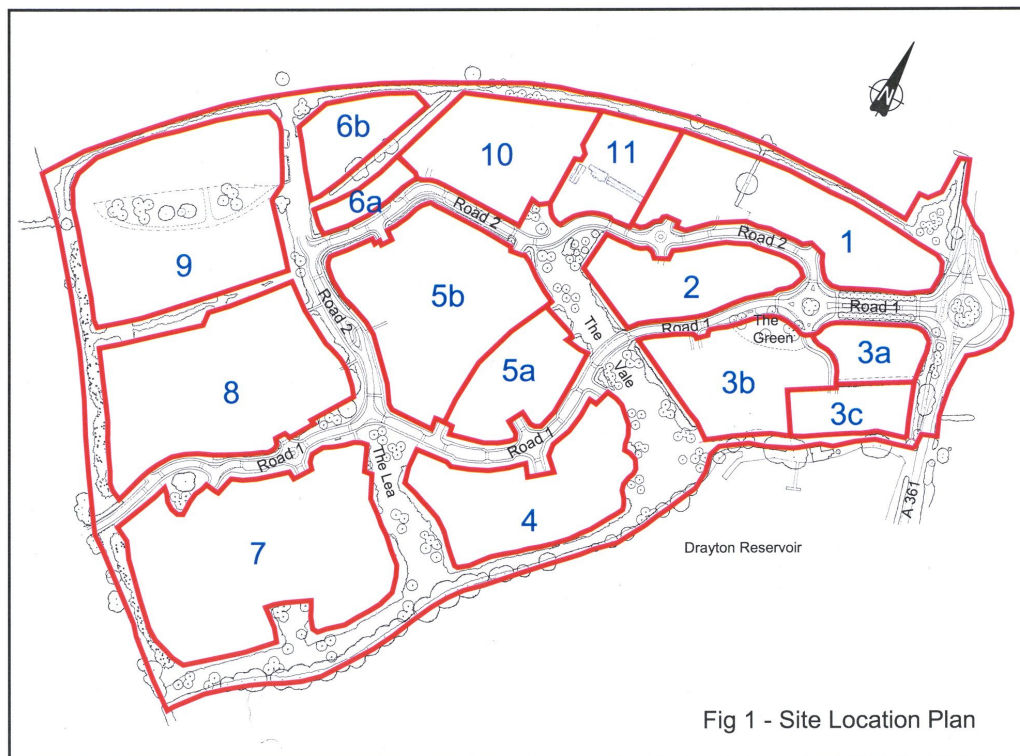 N
6b
10
11
6a
Road 2
Road 2
1
9
2
Road 2
5b
Road 1
Road 1
The
Green
The
Vale
3a
5a
3b
8
3c
Road 1
Road 1
The Lea
4
A 361
7
Drayton Reservoir
Fig 1 - Site Location Plan